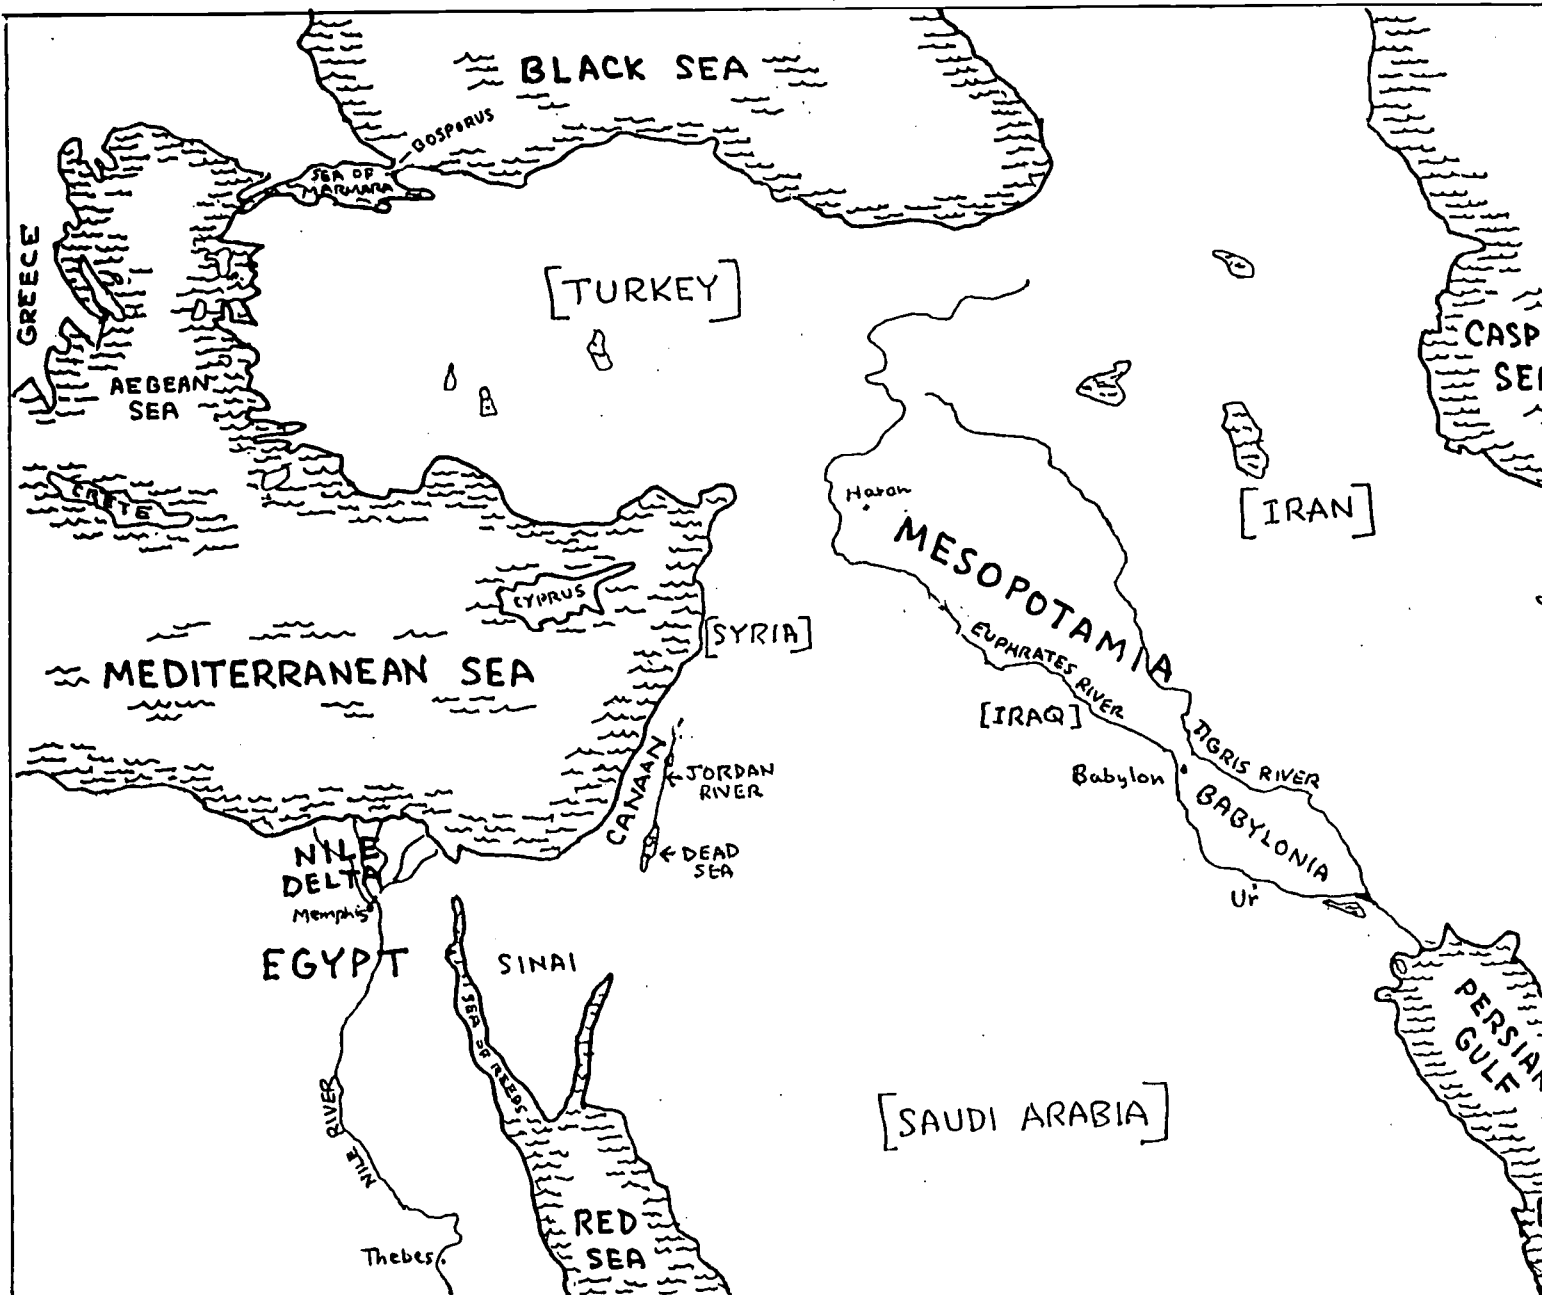 BLACK SEA
BOSPORUS
SEA OF
MARMARA
GREECE
[TURKEY]
CASP
SE
AEGEAN
SEA
CRETE
Haran
[IRAN]
MESOPOTAMIA
CYPRUS
[SYRIA]
EUPHRATES RIVER
MEDITERRANEAN SEA
[IRAQ]
TIGRIS RIVER
CANAAN
JORDAN
RIVER
Babylon
BABYLONIA
NILE
DELTA
DEAD
SEA
Memphis
Ur
EGYPT
SINAI
SEA OF REEDS
PERSIAN
GULF
NILE RIVER
[SAUDI ARABIA]
RED
SEA
Thebes